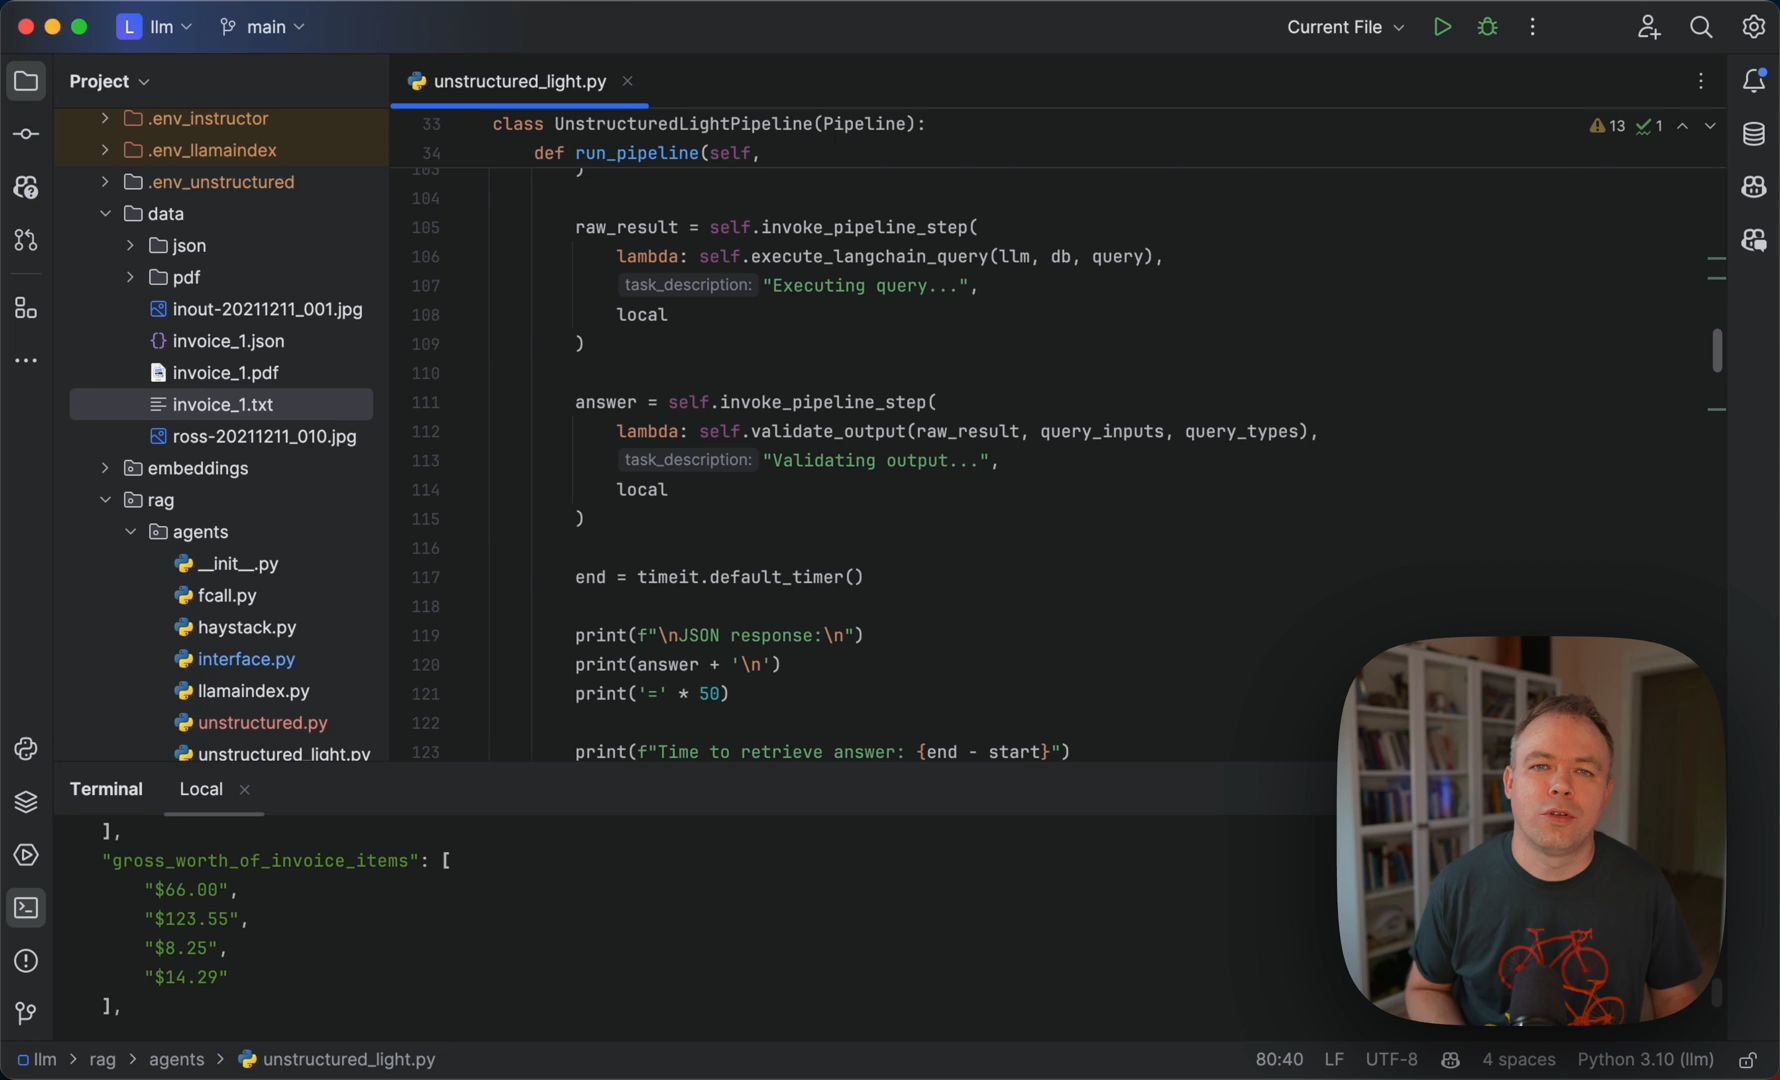 L llm main
Current File
Project
unstructured_light.py
.env_instructor
.env_llamaindex
.env_unstructured
data
json
pdf
inout-20211211_001.jpg
invoice_1.json
invoice_1.pdf
invoice_1.txt
ross-20211211_010.jpg
embeddings
rag
agents
__init__.py
fcall.py
haystack.py
interface.py
llamaindex.py
unstructured.py
unstructured_light.py
13 1
33 class UnstructuredLightPipeline(Pipeline):
34 def run_pipeline(self,
103 )
104
105 raw_result = self.invoke_pipeline_step(
106 lambda: self.execute_langchain_query(llm, db, query),
107 task_description: "Executing query...",
108 local
109 )
110
111 answer = self.invoke_pipeline_step(
112 lambda: self.validate_output(raw_result, query_inputs, query_types),
113 task_description: "Validating output...",
114 local
115 )
116
117 end = timeit.default_timer()
118
119 print(f"\nJSON response:\n")
120 print(answer + '\n')
121 print('=' * 50)
122
123 print(f"Time to retrieve answer: {end - start}")
Terminal Local
],
"gross_worth_of_invoice_items": [
"$66.00",
"$123.55",
"$8.25",
"$14.29"
],
llm > rag > agents > unstructured_light.py
80:40 LF UTF-8 4 spaces Python 3.10 (llm)